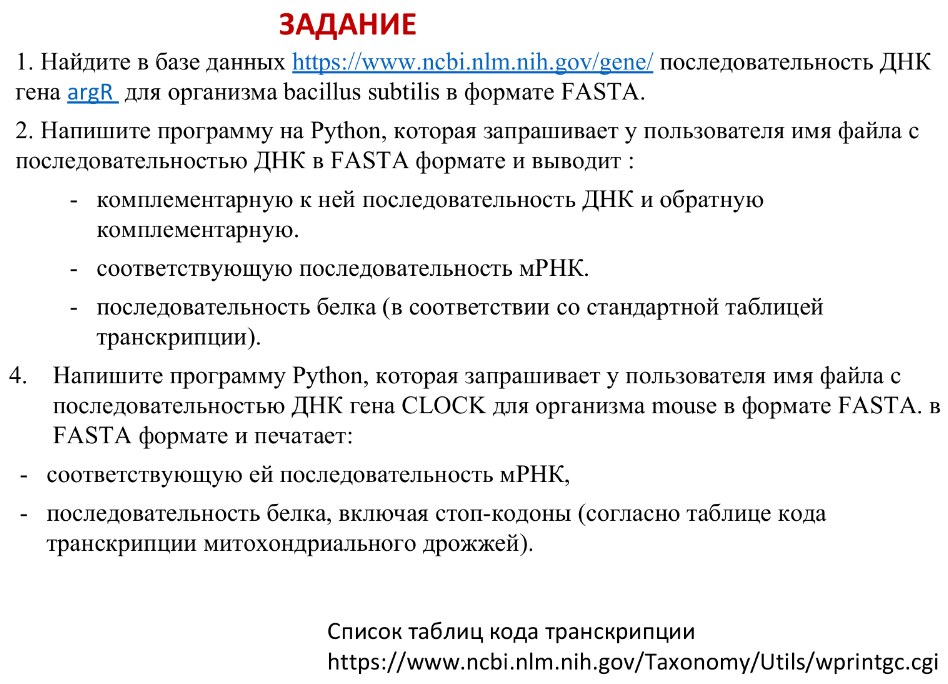 ЗАДАНИЕ
1. Найдите в базе данных https://www.ncbi.nlm.nih.gov/gene/ последовательность ДНК
гена argR для организма bacillus subtilis в формате FASTA.
2. Напишите программу на Python, которая запрашивает у пользователя имя файла с
последовательностью ДНК в FASTA формате и выводит :
- комплементарную к ней последовательность ДНК и обратную
комплементарную.
- соответствующую последовательность мРНК.
- последовательность белка (в соответствии со стандартной таблицей
транскрипции).
4. Напишите программу Python, которая запрашивает у пользователя имя файла с
последовательностью ДНК гена CLOCK для организма mouse в формате FASTA. в
FASTA формате и печатает:
- соответствующую ей последовательность мРНК,
- последовательность белка, включая стоп-кодоны (согласно таблице кода
транскрипции митохондриального дрожжей).
Список таблиц кода транскрипции
https://www.ncbi.nlm.nih.gov/Taxonomy/Utils/wprintgc.cgi